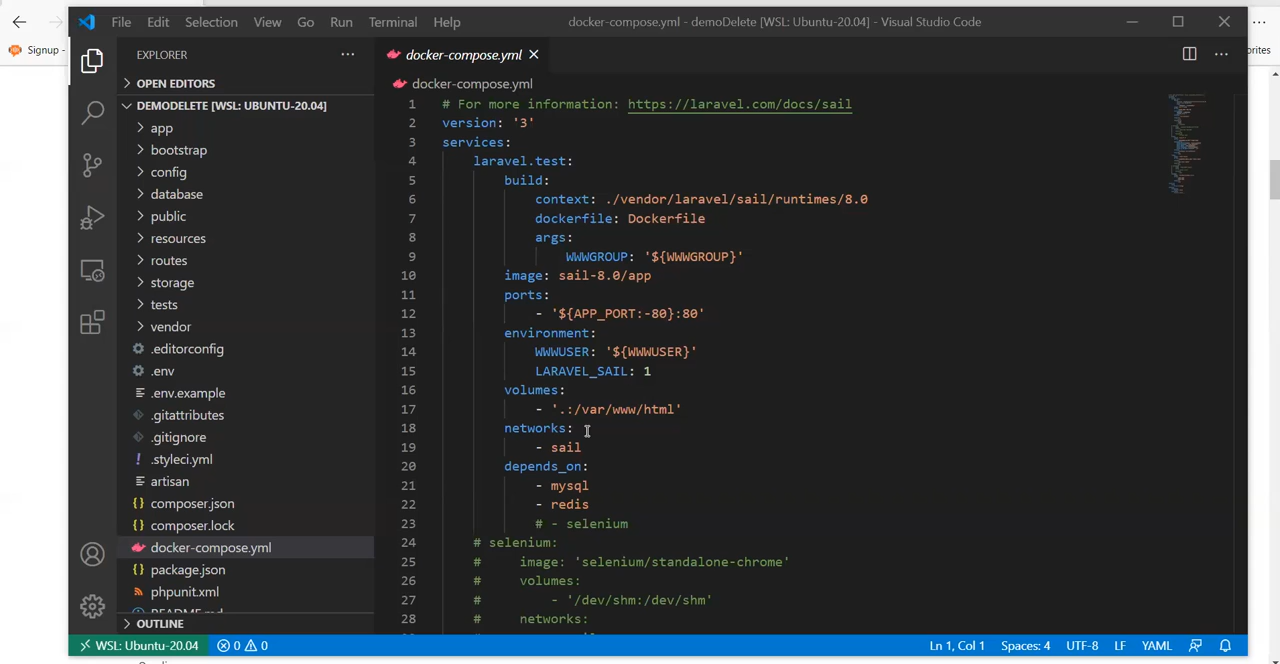 File Edit Selection View Go Run Terminal Help
docker-compose.yml - demoDelete [WSL: Ubuntu-20.04] - Visual Studio Code
Signup -
orites
EXPLORER
OPEN EDITORS
DEMODELETE [WSL: UBUNTU-20.04]
app
bootstrap
config
database
public
resources
routes
storage
tests
vendor
.editorconfig
.env
.env.example
.gitattributes
.gitignore
.styleci.yml
artisan
composer.json
composer.lock
docker-compose.yml
package.json
phpunit.xml
README.md
OUTLINE
docker-compose.yml
docker-compose.yml
1 # For more information: https://laravel.com/docs/sail
2 version: '3'
3 services:
4 laravel.test:
5 build:
6 context: ./vendor/laravel/sail/runtimes/8.0
7 dockerfile: Dockerfile
8 args:
9 WWWGROUP: '${WWWGROUP}'
10 image: sail-8.0/app
11 ports:
12 - '${APP_PORT:-80}:80'
13 environment:
14 WWWUSER: '${WWWUSER}'
15 LARAVEL_SAIL: 1
16 volumes:
17 - '.:/var/www/html'
18 networks:
19 - sail
20 depends_on:
21 - mysql
22 - redis
23 # - selenium
24 # selenium:
25 # image: 'selenium/standalone-chrome'
26 # volumes:
27 # - '/dev/shm:/dev/shm'
28 # networks:
WSL: Ubuntu-20.04 0 0
Ln 1, Col 1 Spaces: 4 UTF-8 LF YAML